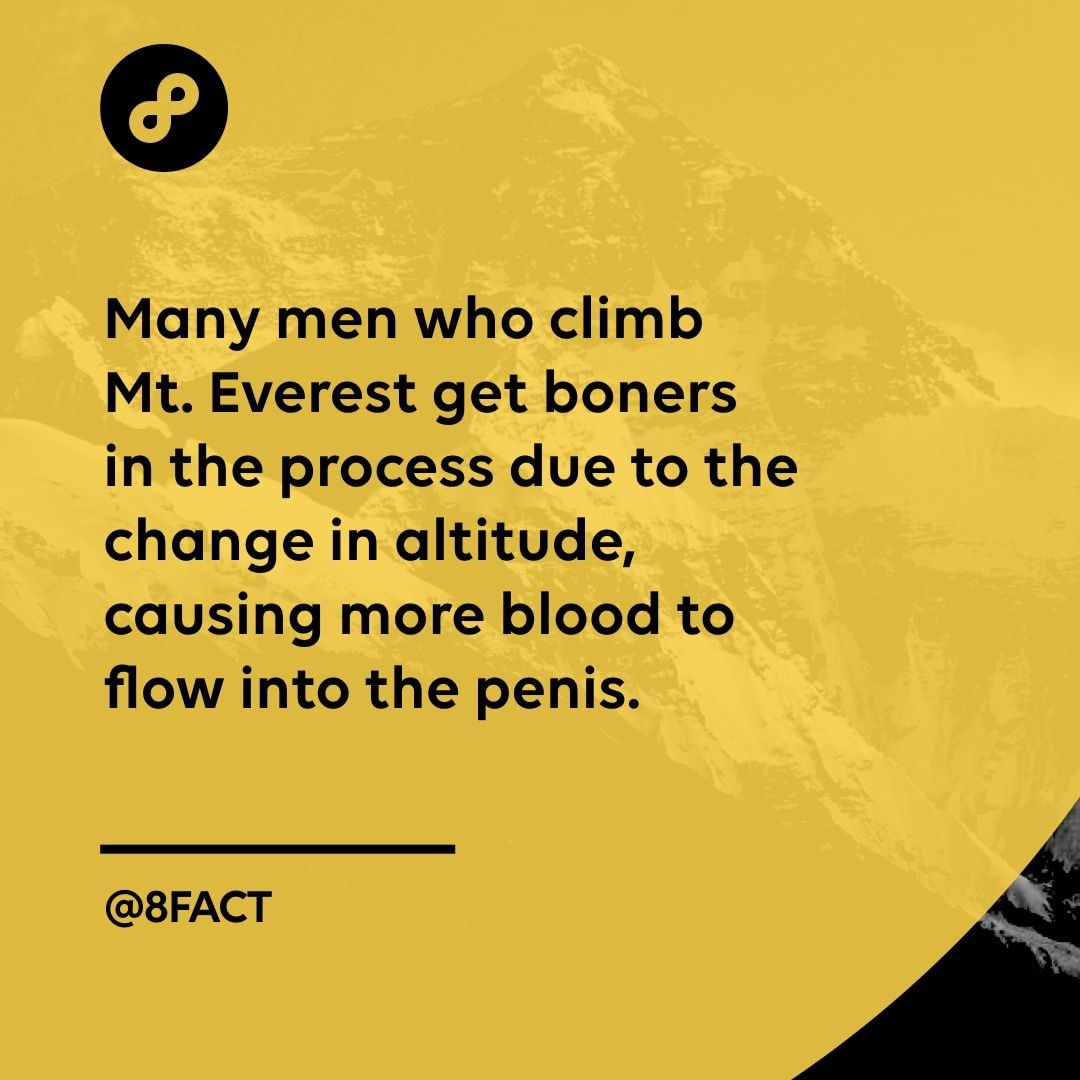 Many men who climb
Mt. Everest get boners
in the process due to the
change in altitude,
causing more blood to
flow into the penis.
@8FACT